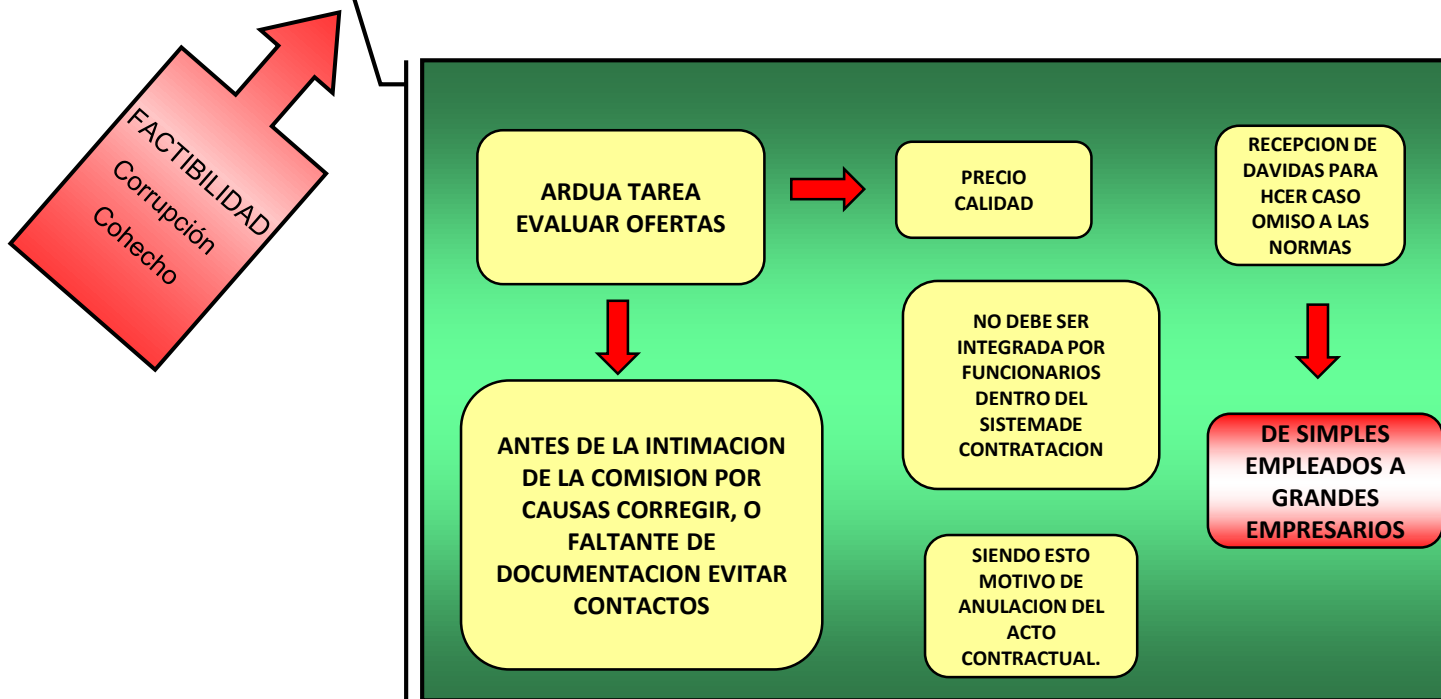 FACTIBILIDAD
Corrupción
Cohecho
ARDUA TAREA
EVALUAR OFERTAS
PRECIO
CALIDAD
RECEPCION DE
DAVIDAS PARA
HCER CASO
OMISO A LAS
NORMAS
NO DEBE SER
INTEGRADA POR
FUNCIONARIOS
DENTRO DEL
SISTEMADE
CONTRATACION
ANTES DE LA INTIMACION
DE LA COMISION POR
CAUSAS CORREGIR, O
FALTANTE DE
DOCUMENTACION EVITAR
CONTACTOS
DE SIMPLES
EMPLEADOS A
GRANDES
EMPRESARIOS
SIENDO ESTO
MOTIVO DE
ANULACION DEL
ACTO
CONTRACTUAL.